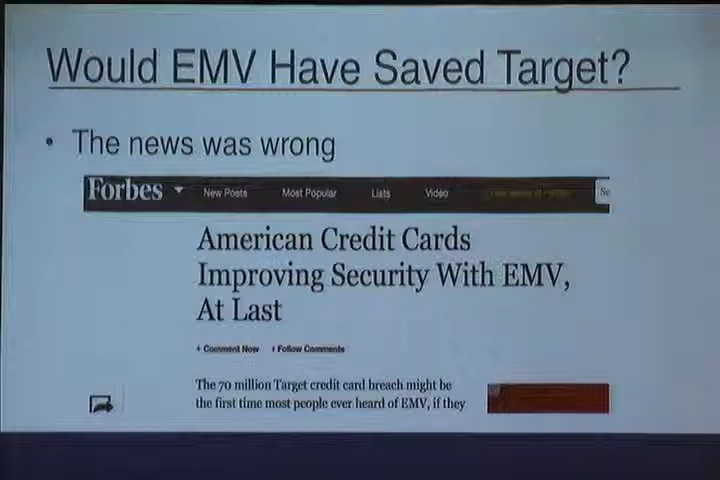 Would EMV Have Saved Target?
• The news was wrong
Forbes New Posts Most Popular Lists Video
American Credit Cards
Improving Security With EMV,
At Last
+ Comment Now + Follow Comments
The 70 million Target credit card breach might be
the first time most people ever heard of EMV, if they